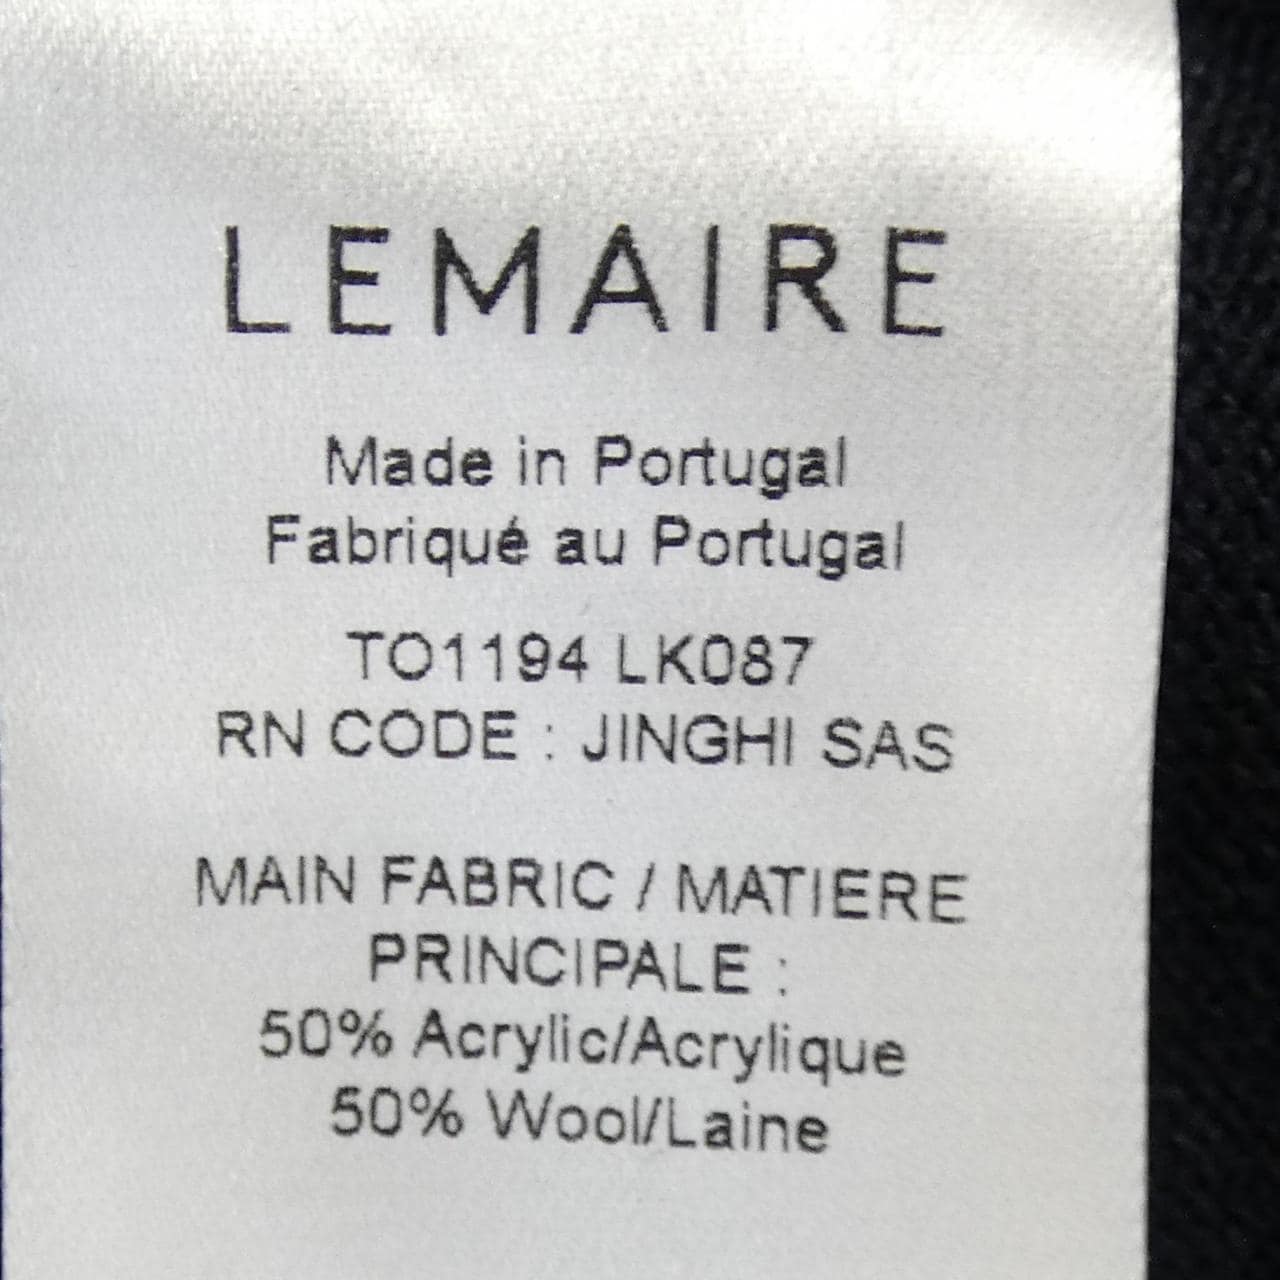 LEMAIRE
Made in Portugal
Fabriqué au Portugal
TO1194 LK087
RN CODE : JINGHI SAS
MAIN FABRIC / MATIERE
PRINCIPALE :
50% Acrylic/Acrylique
50% Wool/Laine